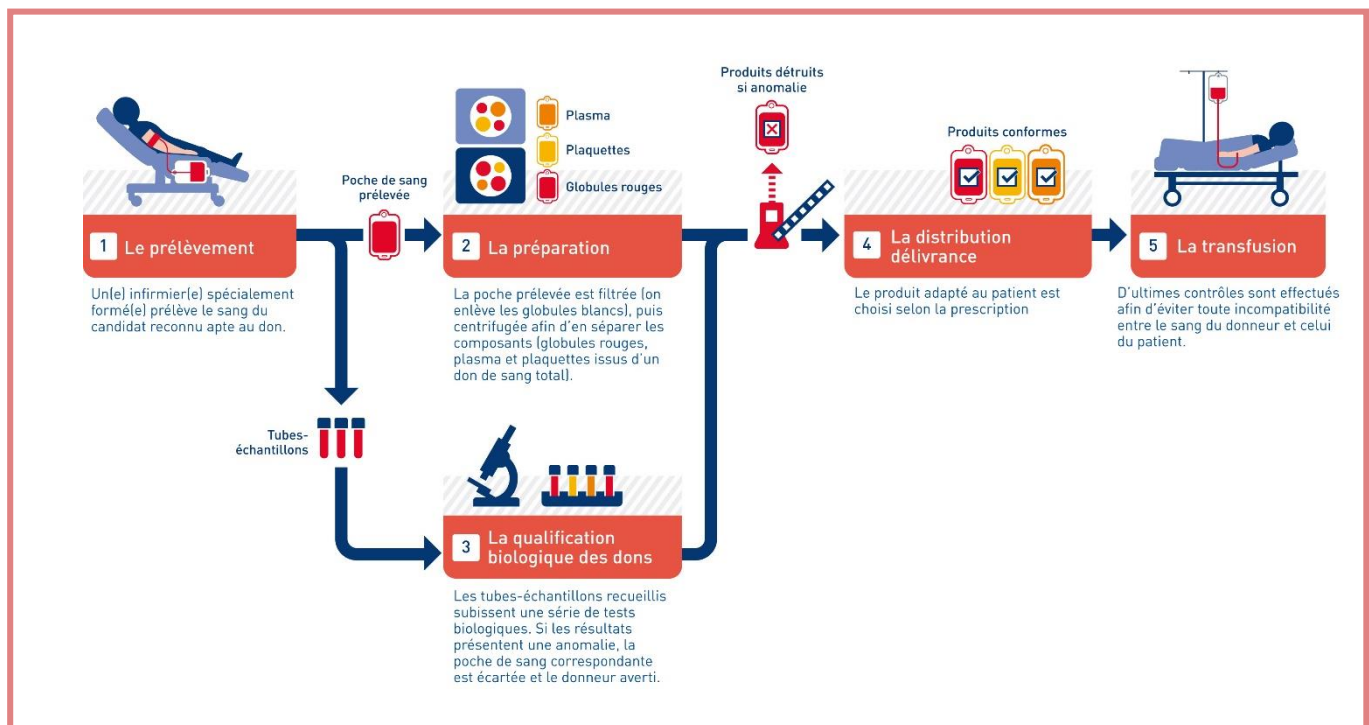 1 Le prélèvement
Un(e) infirmier(e) spécialement
formé(e) prélève le sang du
candidat reconnu apte au don.
Poche de sang
prélevée
Tubes-
échantillons
Plasma
Plaquettes
Globules rouges
2 La préparation
La poche prélevée est filtrée (on
enlève les globules blancs), puis
centrifugée afin d'en séparer les
composants (globules rouges,
plasma et plaquettes issus d'un
don de sang total).
3 La qualification
biologique des dons
Les tubes-échantillons recueillis
subissent une série de tests
biologiques. Si les résultats
présentent une anomalie, la
poche de sang correspondante
est écartée et le donneur averti.
Produits détruits
si anomalie
Produits conformes
4 La distribution
délivrance
Le produit adapté au patient est
choisi selon la prescription
5 La transfusion
D'ultimes contrôles sont effectués
afin d'éviter toute incompatibilité
entre le sang du donneur et celui
du patient.